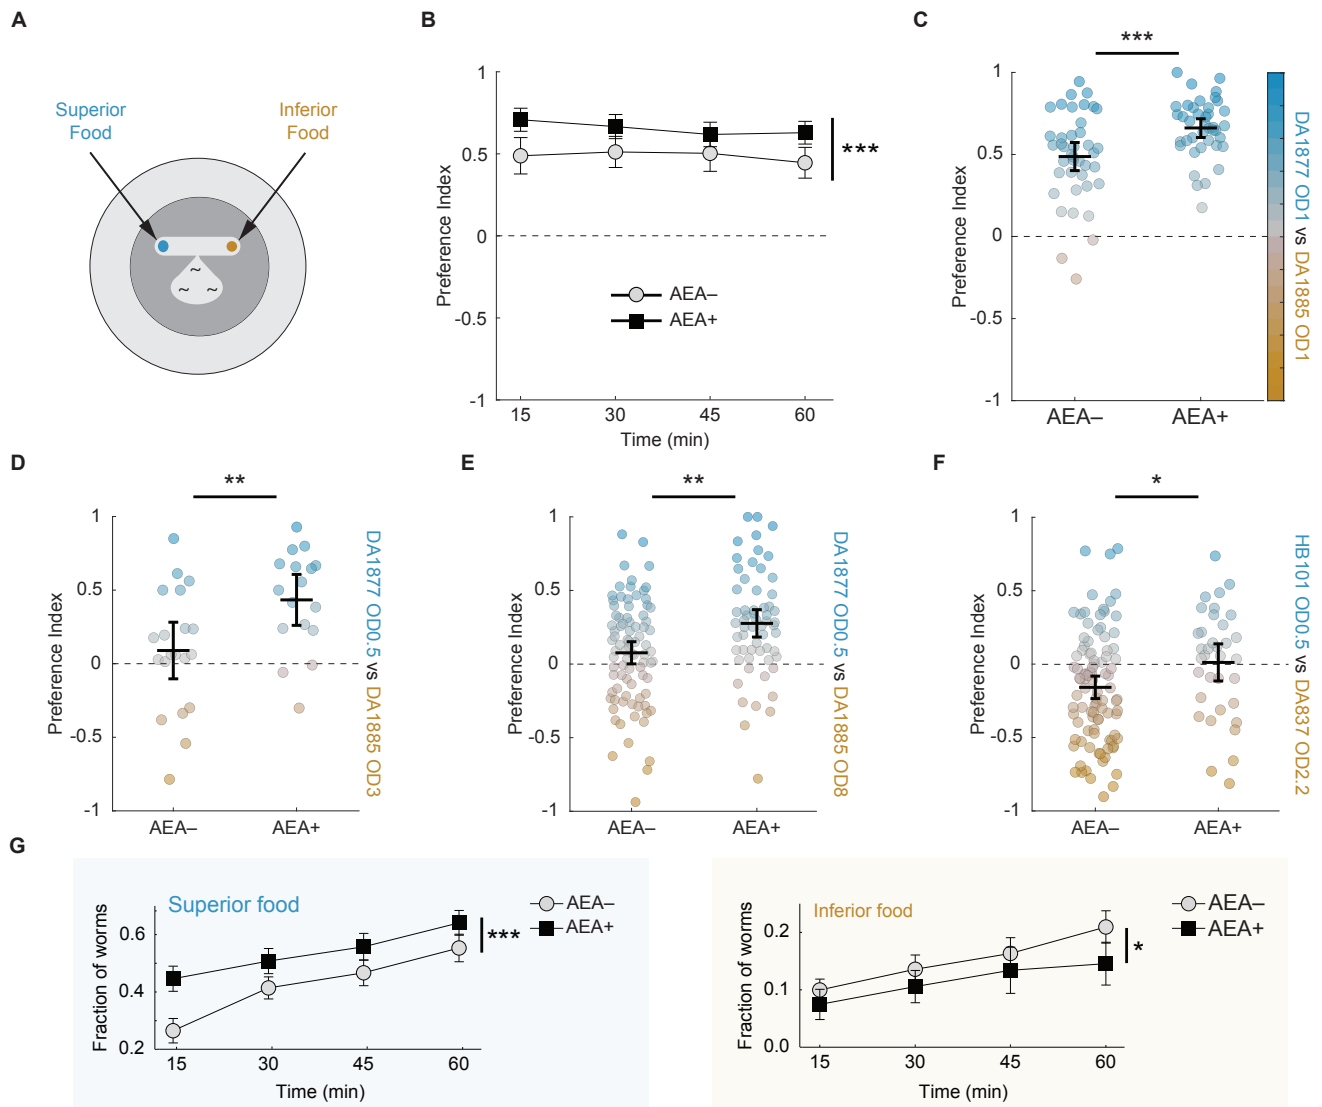 A
Superior
Food
Inferior
Food
~
~ ~
B
Preference Index
1
0.5
0
-0.5
-1
15 30 45 60
Time (min)
AEA–
AEA+
***
C
***
Preference Index
1
0.5
0
-0.5
-1
AEA– AEA+
DA1877 OD1 vs DA1885 OD1
D
**
Preference Index
1
0.5
0
-0.5
-1
AEA– AEA+
DA1877 OD0.5 vs DA1885 OD3
E
**
Preference Index
1
0.5
0
-0.5
-1
AEA– AEA+
DA1877 OD0.5 vs DA1885 OD8
F
*
Preference Index
1
0.5
0
-0.5
-1
AEA– AEA+
HB101 OD0.5 vs DA837 OD2.2
G
Superior food
Fraction of worms
0.6
0.4
0.2
15 30 45 60
Time (min)
AEA–
AEA+
***
Inferior food
Fraction of worms
0.2
0.1
0.0
15 30 45 60
Time (min)
AEA–
AEA+
*